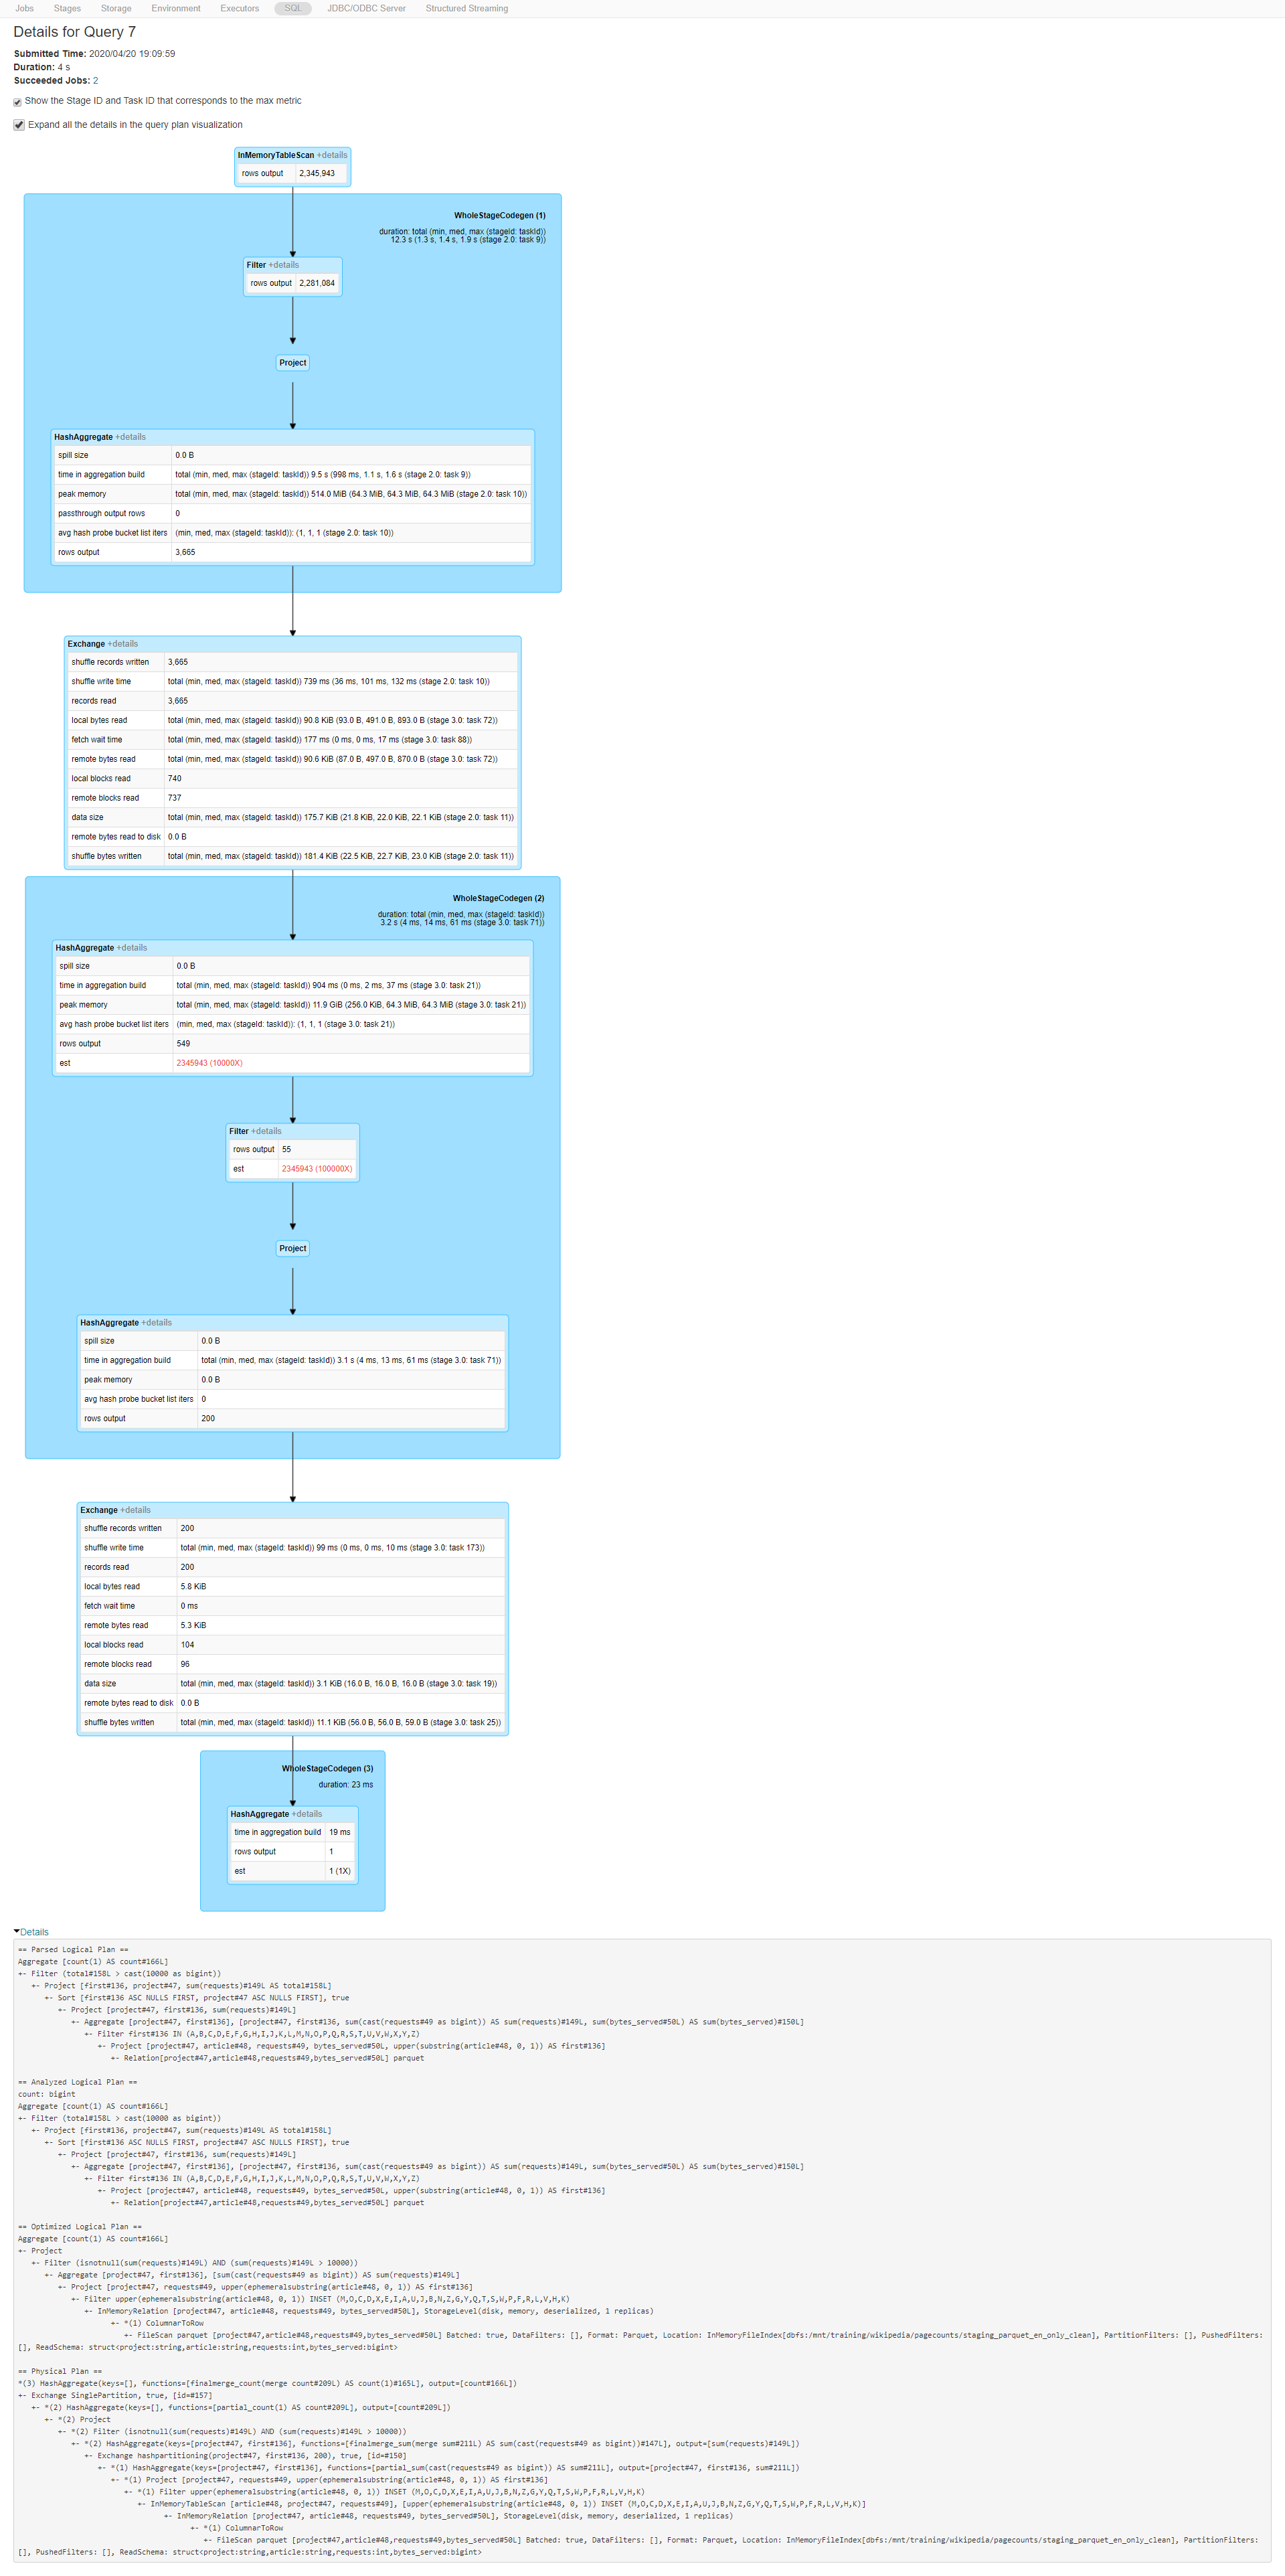 Jobs Stages Storage Environment Executors SQL JDBC/ODBC Server Structured Streaming
Details for Query 7
Submitted Time: 2020/04/20 19:09:59
Duration: 4 s
Succeeded Jobs: 2
Show the Stage ID and Task ID that corresponds to the max metric
Expand all the details in the query plan visualization
InMemoryTableScan +details
rows output 2,345,943
WholeStageCodegen (1)
duration: total (min, med, max (stageId: taskId))
12.3 s (1.3 s, 1.4 s, 1.9 s (stage 2.0: task 9))
Filter +details
rows output 2,281,084
Project
HashAggregate +details
spill size 0.0 B
time in aggregation build total (min, med, max (stageId: taskId)) 9.5 s (998 ms, 1.1 s, 1.6 s (stage 2.0: task 9))
peak memory total (min, med, max (stageId: taskId)) 514.0 MiB (64.3 MiB, 64.3 MiB, 64.3 MiB (stage 2.0: task 10))
passthrough output rows 0
avg hash probe bucket list iters (min, med, max (stageId: taskId)): (1, 1, 1 (stage 2.0: task 10))
rows output 3,665
Exchange +details
shuffle records written 3,665
shuffle write time total (min, med, max (stageId: taskId)) 739 ms (36 ms, 101 ms, 132 ms (stage 2.0: task 10))
records read 3,665
local bytes read total (min, med, max (stageId: taskId)) 90.8 KiB (93.0 B, 491.0 B, 893.0 B (stage 3.0: task 72))
fetch wait time total (min, med, max (stageId: taskId)) 177 ms (0 ms, 0 ms, 17 ms (stage 3.0: task 88))
remote bytes read total (min, med, max (stageId: taskId)) 90.6 KiB (87.0 B, 497.0 B, 870.0 B (stage 3.0: task 72))
local blocks read 740
remote blocks read 737
data size total (min, med, max (stageId: taskId)) 175.7 KiB (21.8 KiB, 22.0 KiB, 22.1 KiB (stage 2.0: task 11))
remote bytes read to disk 0.0 B
shuffle bytes written total (min, med, max (stageId: taskId)) 181.4 KiB (22.5 KiB, 22.7 KiB, 23.0 KiB (stage 2.0: task 11))
WholeStageCodegen (2)
duration: total (min, med, max (stageId: taskId))
3.2 s (4 ms, 14 ms, 61 ms (stage 3.0: task 71))
HashAggregate +details
spill size 0.0 B
time in aggregation build total (min, med, max (stageId: taskId)) 904 ms (0 ms, 2 ms, 37 ms (stage 3.0: task 21))
peak memory total (min, med, max (stageId: taskId)) 11.9 GiB (256.0 KiB, 64.3 MiB, 64.3 MiB (stage 3.0: task 21))
avg hash probe bucket list iters (min, med, max (stageId: taskId)): (1, 1, 1 (stage 3.0: task 21))
rows output 549
est 2345943 (10000X)
Filter +details
rows output 55
est 2345943 (100000X)
Project
HashAggregate +details
spill size 0.0 B
time in aggregation build total (min, med, max (stageId: taskId)) 3.1 s (4 ms, 13 ms, 61 ms (stage 3.0: task 71))
peak memory 0.0 B
avg hash probe bucket list iters 0
rows output 200
Exchange +details
shuffle records written 200
shuffle write time total (min, med, max (stageId: taskId)) 99 ms (0 ms, 0 ms, 10 ms (stage 3.0: task 173))
records read 200
local bytes read 5.8 KiB
fetch wait time 0 ms
remote bytes read 5.3 KiB
local blocks read 104
remote blocks read 96
data size total (min, med, max (stageId: taskId)) 3.1 KiB (16.0 B, 16.0 B, 16.0 B (stage 3.0: task 19))
remote bytes read to disk 0.0 B
shuffle bytes written total (min, med, max (stageId: taskId)) 11.1 KiB (56.0 B, 56.0 B, 59.0 B (stage 3.0: task 25))
WholeStageCodegen (3)
duration: 23 ms
HashAggregate +details
time in aggregation build 19 ms
rows output 1
est 1 (1X)
Details
== Parsed Logical Plan ==
Aggregate [count(1) AS count#166L]
+- Filter (total#158L > cast(10000 as bigint))
+- Project [first#136, project#47, sum(requests)#149L AS total#158L]
+- Sort [first#136 ASC NULLS FIRST, project#47 ASC NULLS FIRST], true
+- Project [project#47, first#136, sum(requests)#149L]
+- Aggregate [project#47, first#136], [project#47, first#136, sum(cast(requests#49 as bigint)) AS sum(requests)#149L, sum(bytes_served#50L) AS sum(bytes_served)#150L]
+- Filter first#136 IN (A,B,C,D,E,F,G,H,I,J,K,L,M,N,O,P,Q,R,S,T,U,V,W,X,Y,Z)
+- Project [project#47, article#48, requests#49, bytes_served#50L, upper(substring(article#48, 0, 1)) AS first#136]
+- Relation[project#47,article#48,requests#49,bytes_served#50L] parquet
== Analyzed Logical Plan ==
count: bigint
Aggregate [count(1) AS count#166L]
+- Filter (total#158L > cast(10000 as bigint))
+- Project [first#136, project#47, sum(requests)#149L AS total#158L]
+- Sort [first#136 ASC NULLS FIRST, project#47 ASC NULLS FIRST], true
+- Project [project#47, first#136, sum(requests)#149L]
+- Aggregate [project#47, first#136], [project#47, first#136, sum(cast(requests#49 as bigint)) AS sum(requests)#149L, sum(bytes_served#50L) AS sum(bytes_served)#150L]
+- Filter first#136 IN (A,B,C,D,E,F,G,H,I,J,K,L,M,N,O,P,Q,R,S,T,U,V,W,X,Y,Z)
+- Project [project#47, article#48, requests#49, bytes_served#50L, upper(substring(article#48, 0, 1)) AS first#136]
+- Relation[project#47,article#48,requests#49,bytes_served#50L] parquet
== Optimized Logical Plan ==
Aggregate [count(1) AS count#166L]
+- Project
+- Filter (isnotnull(sum(requests)#149L) AND (sum(requests)#149L > 10000))
+- Aggregate [project#47, first#136], [sum(cast(requests#49 as bigint)) AS sum(requests)#149L]
+- Project [project#47, requests#49, upper(ephemeralsubstring(article#48, 0, 1)) AS first#136]
+- Filter upper(ephemeralsubstring(article#48, 0, 1)) INSET (M,O,C,D,X,E,I,A,U,J,B,N,Z,G,Y,Q,T,S,W,P,F,R,L,V,H,K)
+- InMemoryRelation [project#47, article#48, requests#49, bytes_served#50L], StorageLevel(disk, memory, deserialized, 1 replicas)
+- *(1) ColumnarToRow
+- FileScan parquet [project#47,article#48,requests#49,bytes_served#50L] Batched: true, DataFilters: [], Format: Parquet, Location: InMemoryFileIndex[dbfs:/mnt/training/wikipedia/pagecounts/staging_parquet_en_only_clean], PartitionFilters: [], PushedFilters:
[], ReadSchema: struct<project:string,article:string,requests:int,bytes_served:bigint>
== Physical Plan ==
*(3) HashAggregate(keys=[], functions=[finalmerge_count(merge count#209L) AS count(1)#165L], output=[count#166L])
+- Exchange SinglePartition, true, [id=#157]
+- *(2) HashAggregate(keys=[], functions=[partial_count(1) AS count#209L], output=[count#209L])
+- *(2) Project
+- *(2) Filter (isnotnull(sum(requests)#149L) AND (sum(requests)#149L > 10000))
+- *(2) HashAggregate(keys=[project#47, first#136], functions=[finalmerge_sum(merge sum#211L) AS sum(cast(requests#49 as bigint))#147L], output=[sum(requests)#149L])
+- Exchange hashpartitioning(project#47, first#136, 200), true, [id=#150]
+- *(1) HashAggregate(keys=[project#47, first#136], functions=[partial_sum(cast(requests#49 as bigint)) AS sum#211L], output=[project#47, first#136, sum#211L])
+- *(1) Project [project#47, requests#49, upper(ephemeralsubstring(article#48, 0, 1)) AS first#136]
+- *(1) Filter upper(ephemeralsubstring(article#48, 0, 1)) INSET (M,O,C,D,X,E,I,A,U,J,B,N,Z,G,Y,Q,T,S,W,P,F,R,L,V,H,K)
+- InMemoryTableScan [article#48, project#47, requests#49], [upper(ephemeralsubstring(article#48, 0, 1)) INSET (M,O,C,D,X,E,I,A,U,J,B,N,Z,G,Y,Q,T,S,W,P,F,R,L,V,H,K)]
+- InMemoryRelation [project#47, article#48, requests#49, bytes_served#50L], StorageLevel(disk, memory, deserialized, 1 replicas)
+- *(1) ColumnarToRow
+- FileScan parquet [project#47,article#48,requests#49,bytes_served#50L] Batched: true, DataFilters: [], Format: Parquet, Location: InMemoryFileIndex[dbfs:/mnt/training/wikipedia/pagecounts/staging_parquet_en_only_clean], PartitionFilters:
[], PushedFilters: [], ReadSchema: struct<project:string,article:string,requests:int,bytes_served:bigint>